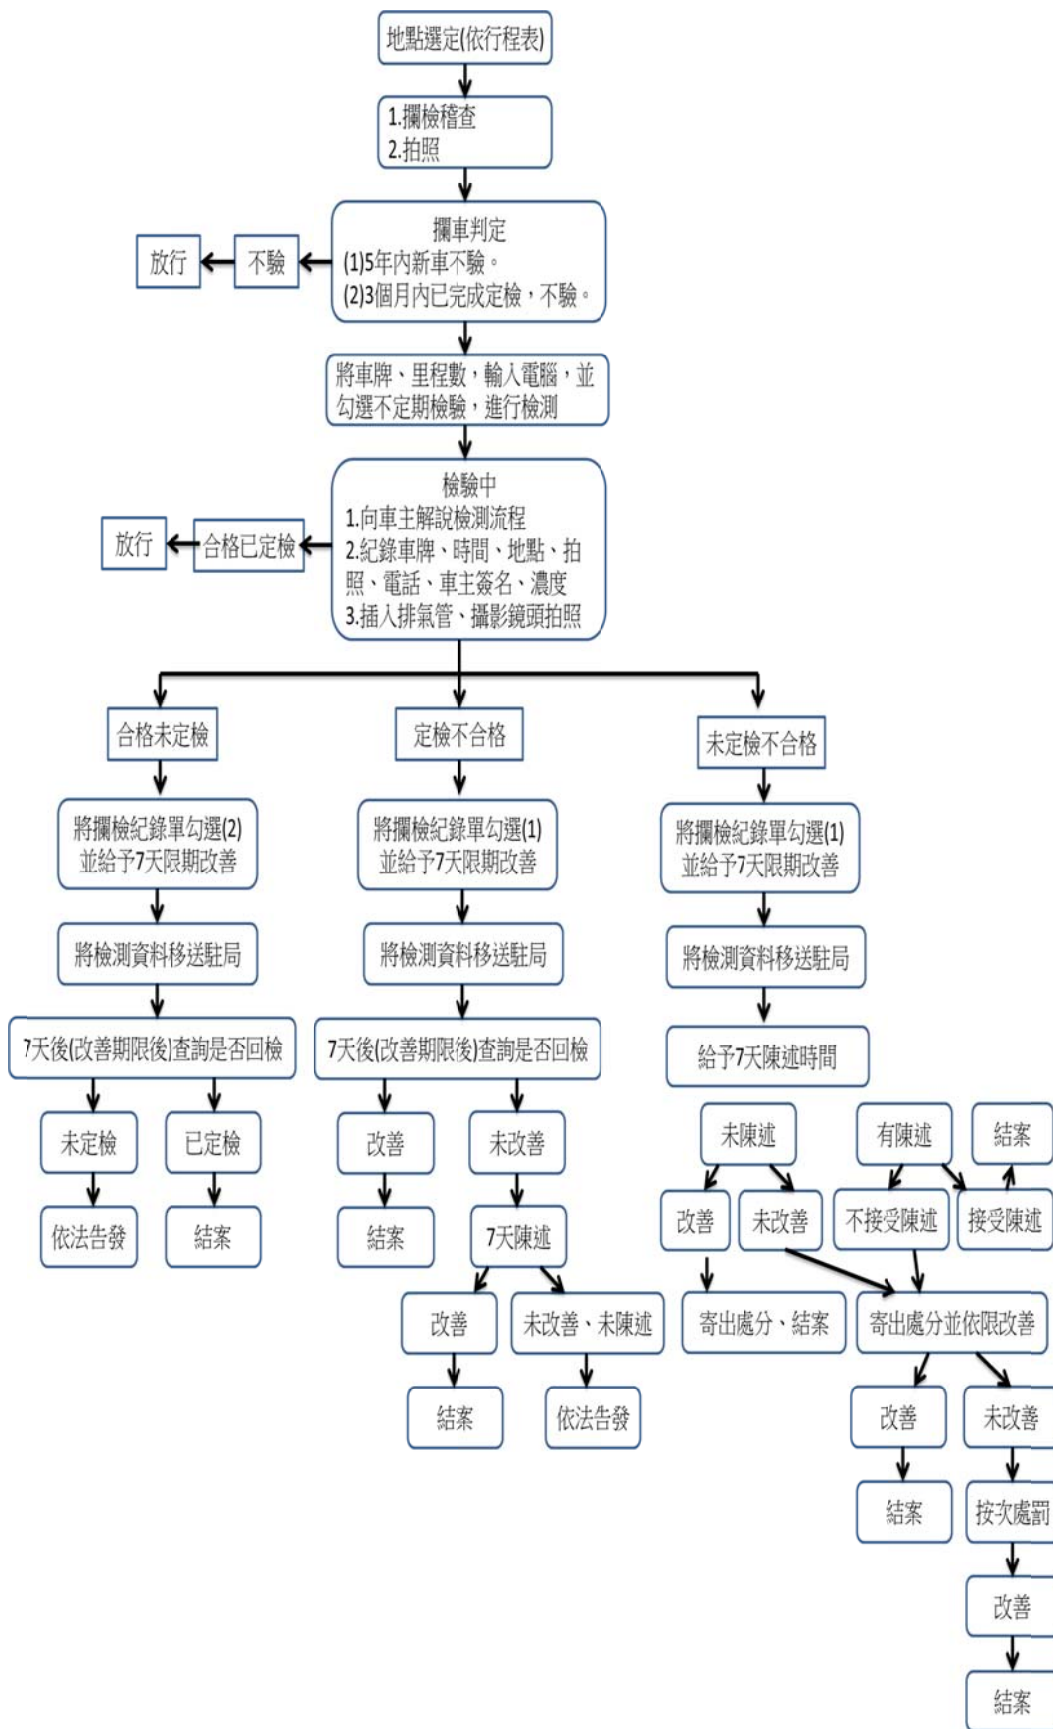 地點選定(依行程表)
1.攔檢稽查
2.拍照
攔車判定
(1)5年內新車不驗。
(2)3個月內已完成定檢，不驗。
不驗
放行
將車牌、里程數，輸入電腦，並
勾選不定期檢驗，進行檢測
檢驗中
1.向車主解說檢測流程
2.紀錄車牌、時間、地點、拍
照、電話、車主簽名、濃度
3.插入排氣管、攝影鏡頭拍照
合格已定檢
放行
合格未定檢
定檢不合格
未定檢不合格
將攔檢紀錄單勾選(2)
並給予7天限期改善
將攔檢紀錄單勾選(1)
並給予7天限期改善
將攔檢紀錄單勾選(1)
並給予7天限期改善
將檢測資料移送駐局
將檢測資料移送駐局
將檢測資料移送駐局
7天後(改善期限後)查詢是否回檢
7天後(改善期限後)查詢是否回檢
給予7天陳述時間
未定檢
已定檢
改善
未改善
未陳述
有陳述
結案
依法告發
結案
結案
7天陳述
改善
未改善
不接受陳述
接受陳述
改善
未改善、未陳述
寄出處分、結案
寄出處分並依限改善
結案
依法告發
改善
未改善
結案
按次處罰
改善
結案